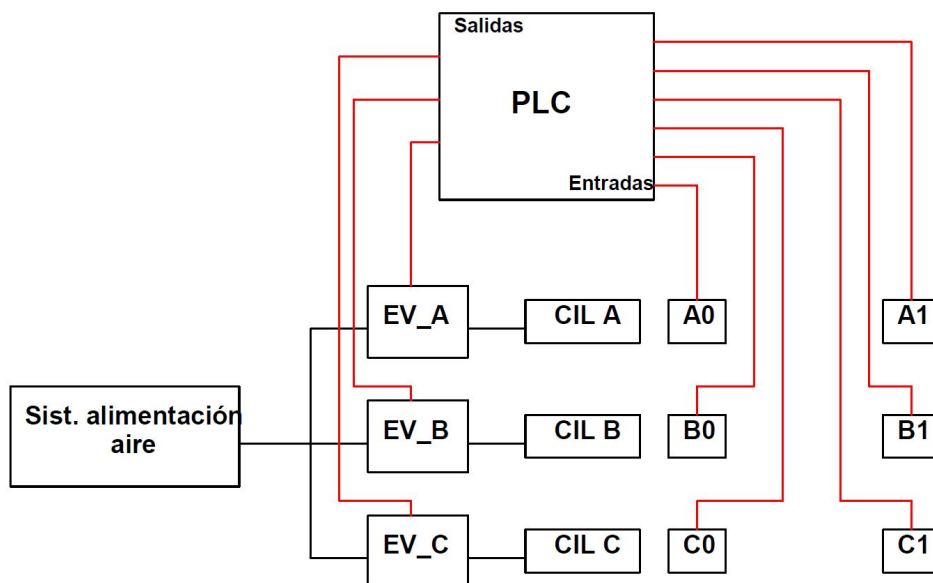 Salidas
PLC
Entradas
EV_A
CIL A
A0
A1
Sist. alimentación
aire
EV_B
CIL B
B0
B1
EV_C
CIL C
C0
C1